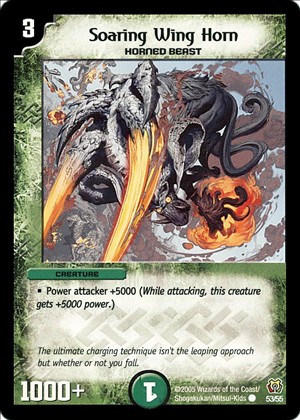 3
Soaring Wing Horn
HORNED BEAST
CREATURE
▪ Power attacker +5000 (While attacking, this creature
gets +5000 power.)
The ultimate charging technique isn't the leaping approach
but whether or not you fall.
1000+
1
©2005 Wizards of the Coast/
Shogakukan/Mitsui-Kids
53/55